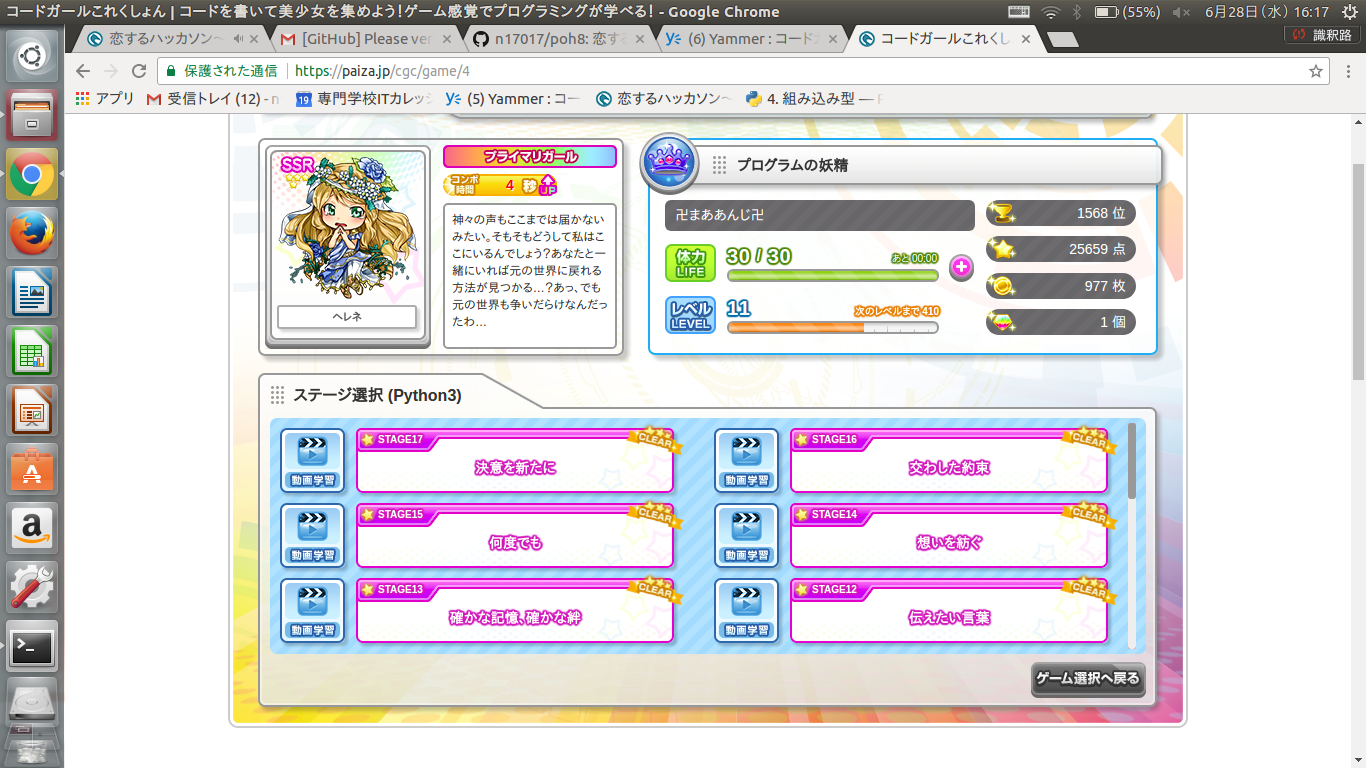 コードガールこれくしょん | コードを書いて美少女を集めよう！ゲーム感覚でプログラミングが学べる！ - Google Chrome
(55%)
6月28日 (水) 16:17
恋するハッカソン〜
[GitHub] Please ver
n17017/poh8: 恋する
(6) Yammer : コードガ
コードガールこれくし
識釈路
保護された通信
https://paiza.jp/cgc/game/4
アプリ
受信トレイ (12) - n
19
専門学校ITカレッジ
(5) Yammer : コー
恋するハッカソン〜
4. 組み込み型 —
SSR
ヘレネ
プライマリガール
コンボ時間 4 秒 UP
神々の声もここまでは届かない
みたい。そもそもどうして私はこ
こにいるんでしょう？あなたと一
緒にいれば元の世界に戻れる
方法が見つかる…？あっ、でも
元の世界も争いだらけなんだっ
たわ…
プログラムの妖精
卍まああんじ卍
体力
LIFE
30 / 30
あと 00:00
レベル
LEVEL
11
次のレベルまで 410
1568 位
25659 点
977 枚
1 個
ステージ選択 (Python3)
動画学習
STAGE17
CLEAR
決意を新たに
動画学習
STAGE16
CLEAR
交わした約束
動画学習
STAGE15
CLEAR
何度でも
動画学習
STAGE14
CLEAR
想いを紡ぐ
動画学習
STAGE13
CLEAR
確かな記憶、確かな絆
動画学習
STAGE12
CLEAR
伝えたい言葉
ゲーム選択へ戻る